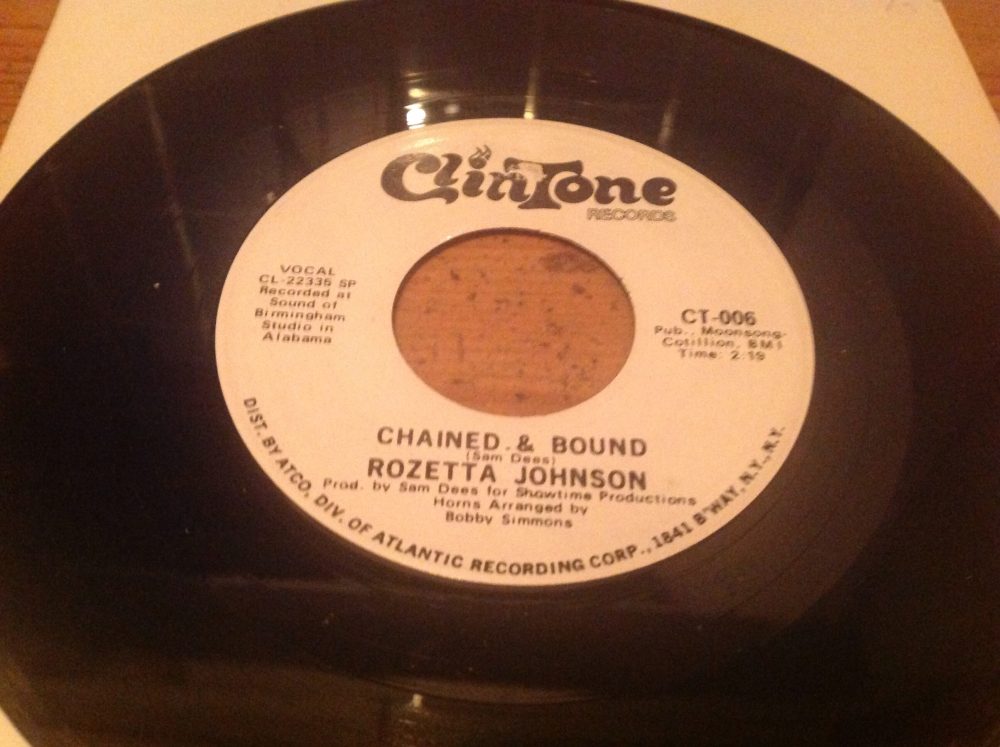 ClinTone
RECORDS
VOCAL
CL-22335 SP
Recorded at
Sound of
Birmingham
Studio in
Alabama
CT-006
Pub., Moonsong-
Cotillion, BMI
Time: 2:19
CHAINED & BOUND
(Sam Dees)
ROZETTA JOHNSON
Prod. by Sam Dees for Showtime Productions
Horns Arranged by
Bobby Simmons
DIST. BY ATCO, DIV. OF ATLANTIC RECORDING CORP., 1841 B'WAY, N.Y., N.Y.